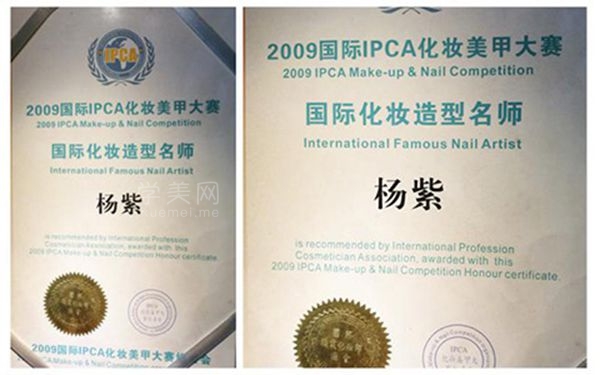 IPCA
2009国际IPCA化妆美甲大赛
2009 IPCA Make-up & Nail Competition
国际化妆造型名师
International Famous Nail Artist
杨紫
学美网
is recommended by International Profession
Cosmetician Association, awarded with this
2009 IPCA Make-up & Nail Competition Honour certificate.
IPCA
2009国际IPCA化妆美甲大赛
2009 IPCA Make-up & Nail Competition
2009国际IPCA化妆美甲大赛
2009 IPCA Make-up & Nail Competition
国际化妆造型名师
International Famous Nail Artist
杨紫
is recommended by International Profession
Cosmetician Association, awarded with this
2009 IPCA Make-up & Nail Competition Honour certificate.
IPCA